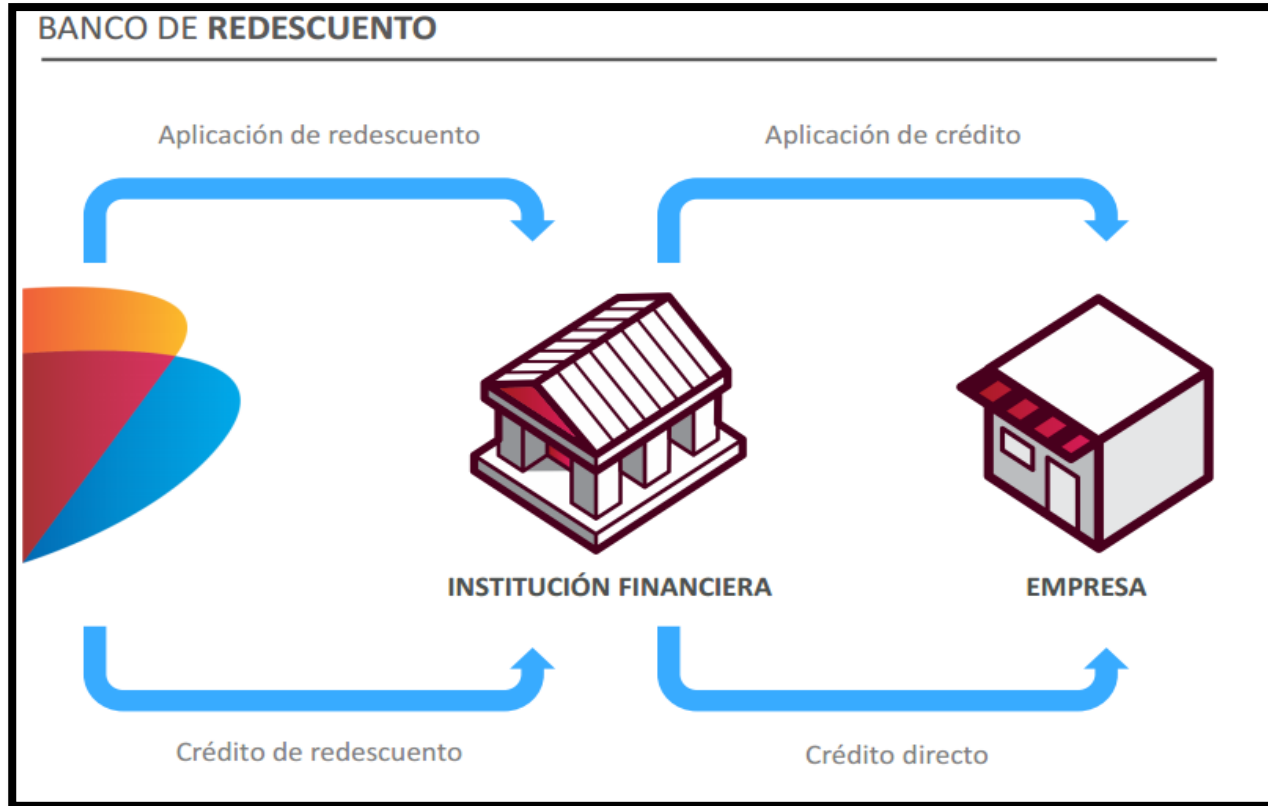 BANCO DE REDESCUENTO
Aplicación de redescuento
Aplicación de crédito
INSTITUCIÓN FINANCIERA
EMPRESA
Crédito de redescuento
Crédito directo